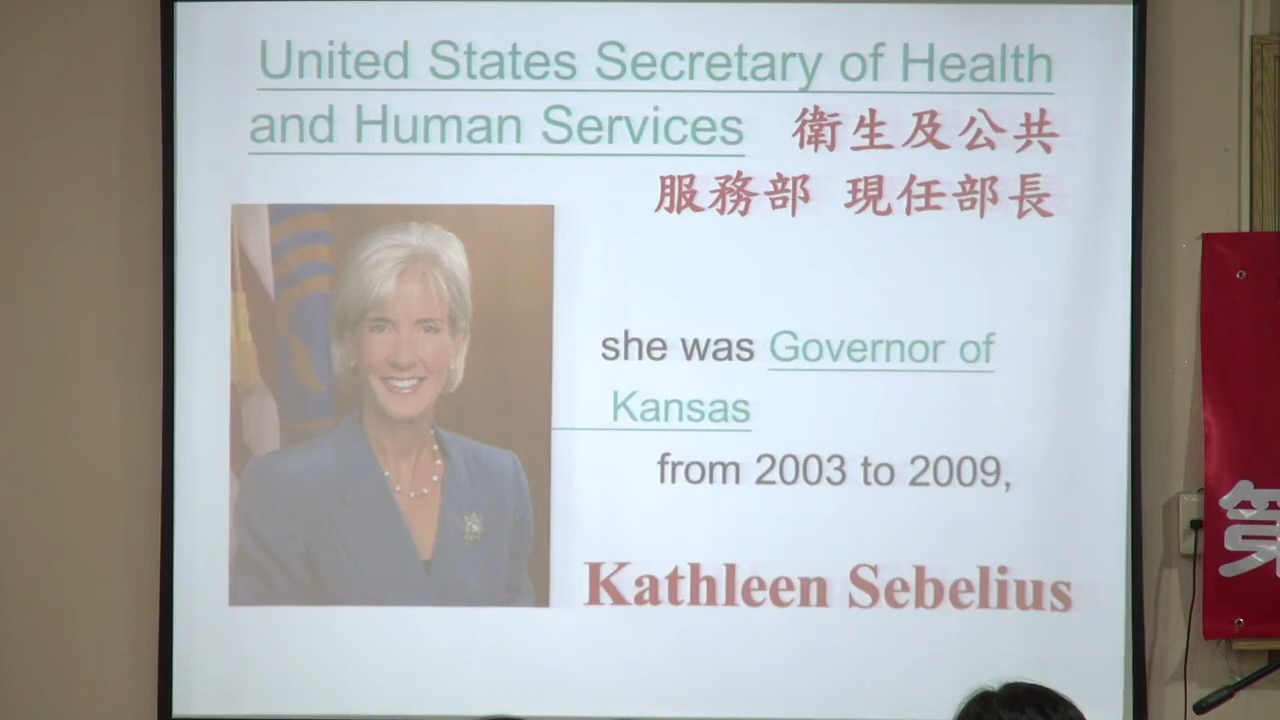 United States Secretary of Health
and Human Services 衛生及公共
服務部 現任部長
she was Governor of
Kansas
from 2003 to 2009,
Kathleen Sebelius
第